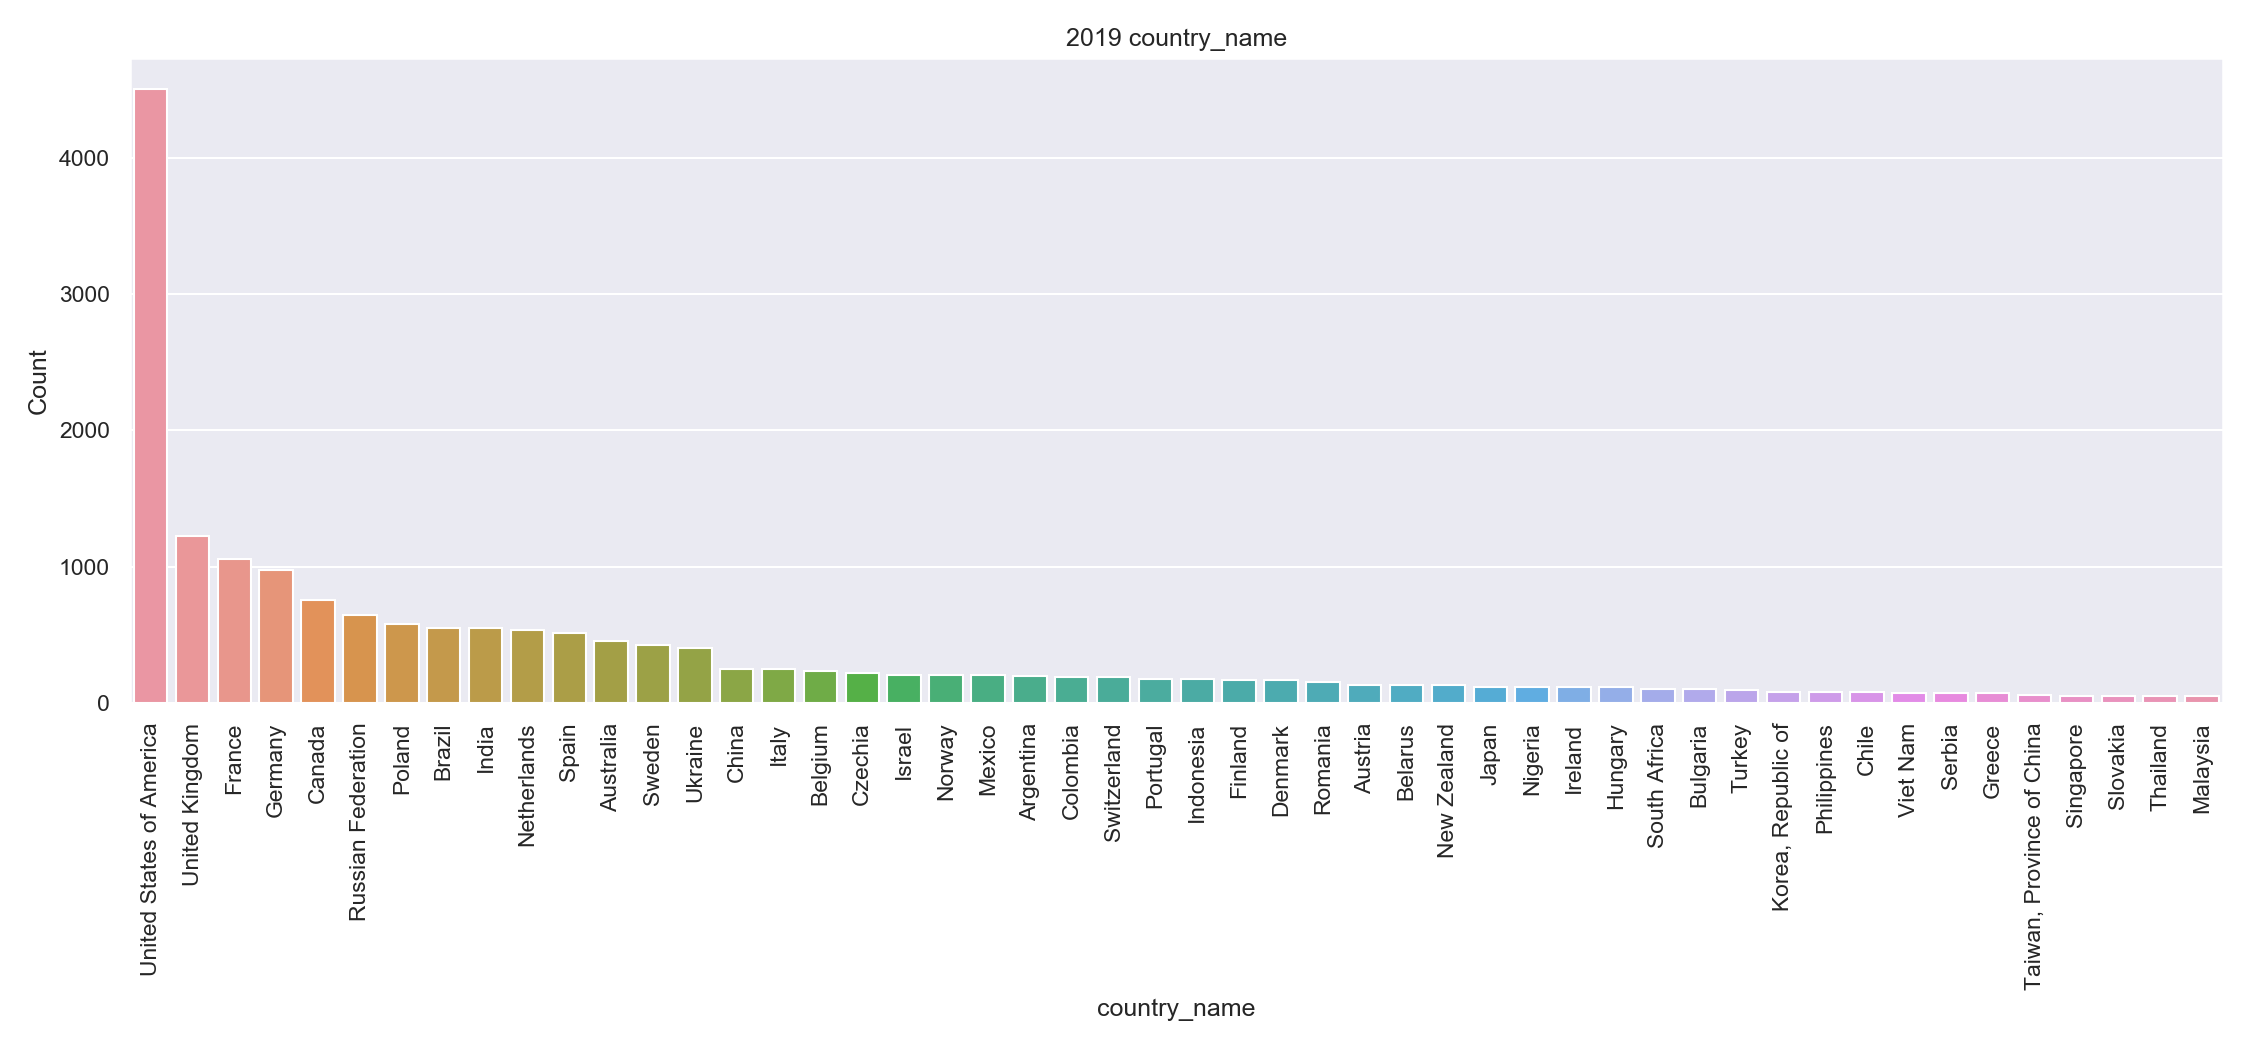 2019 country_name
4000
3000
2000
1000
0
Count
United States of America
United Kingdom
France
Germany
Canada
Russian Federation
Poland
Brazil
India
Netherlands
Spain
Australia
Sweden
Ukraine
China
Italy
Belgium
Czechia
Israel
Norway
Mexico
Argentina
Colombia
Switzerland
Portugal
Indonesia
Finland
Denmark
Romania
Austria
Belarus
New Zealand
Japan
Nigeria
Ireland
Hungary
South Africa
Bulgaria
Turkey
Korea, Republic of
Philippines
Chile
Viet Nam
Serbia
Greece
Taiwan, Province of China
Singapore
Slovakia
Thailand
Malaysia
country_name